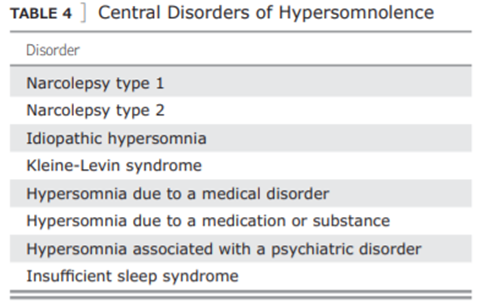 TABLE 4 ] Central Disorders of Hypersomnolence
Disorder
Narcolepsy type 1
Narcolepsy type 2
Idiopathic hypersomnia
Kleine-Levin syndrome
Hypersomnia due to a medical disorder
Hypersomnia due to a medication or substance
Hypersomnia associated with a psychiatric disorder
Insufficient sleep syndrome